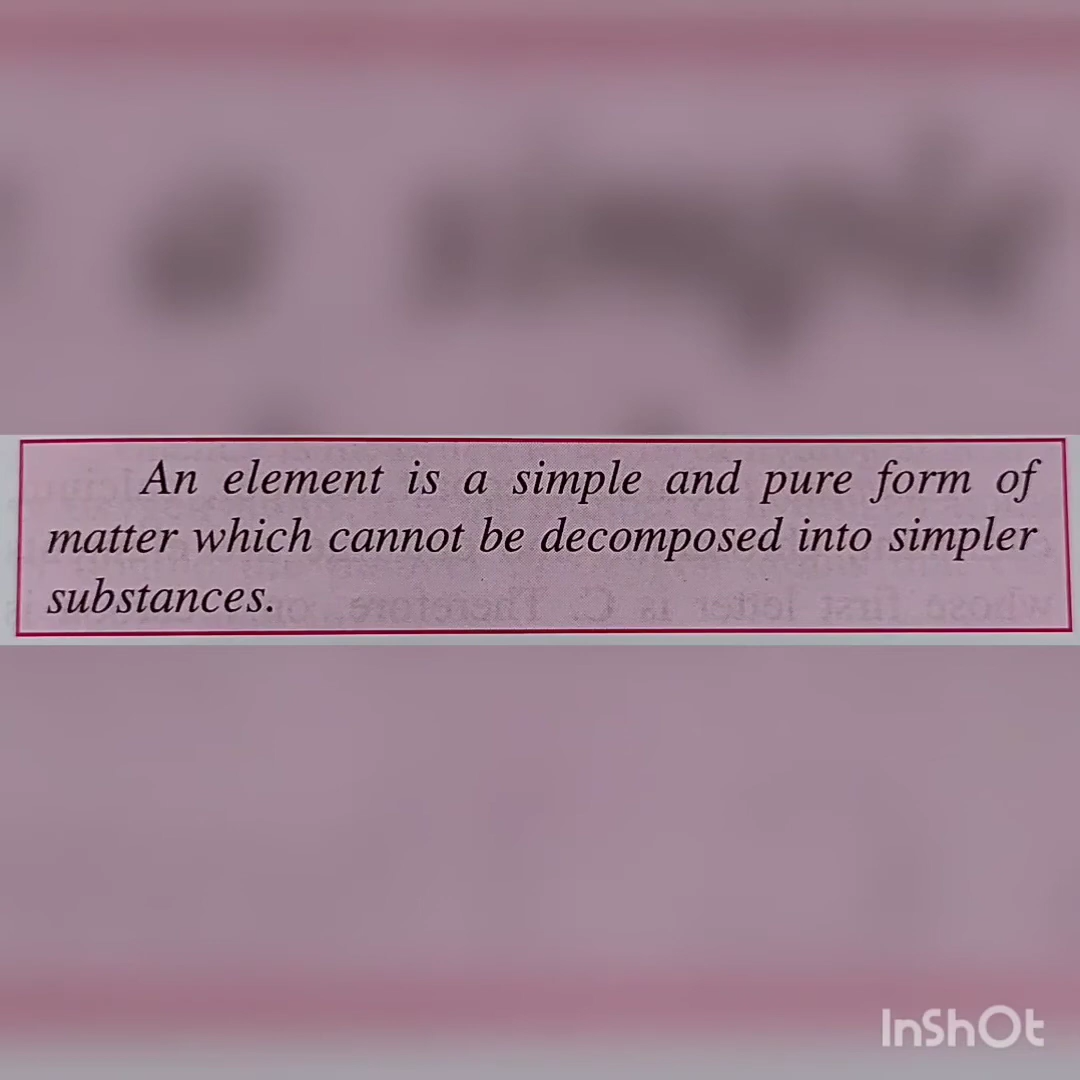 An element is a simple and pure form of
matter which cannot be decomposed into simpler
substances.
InShOt